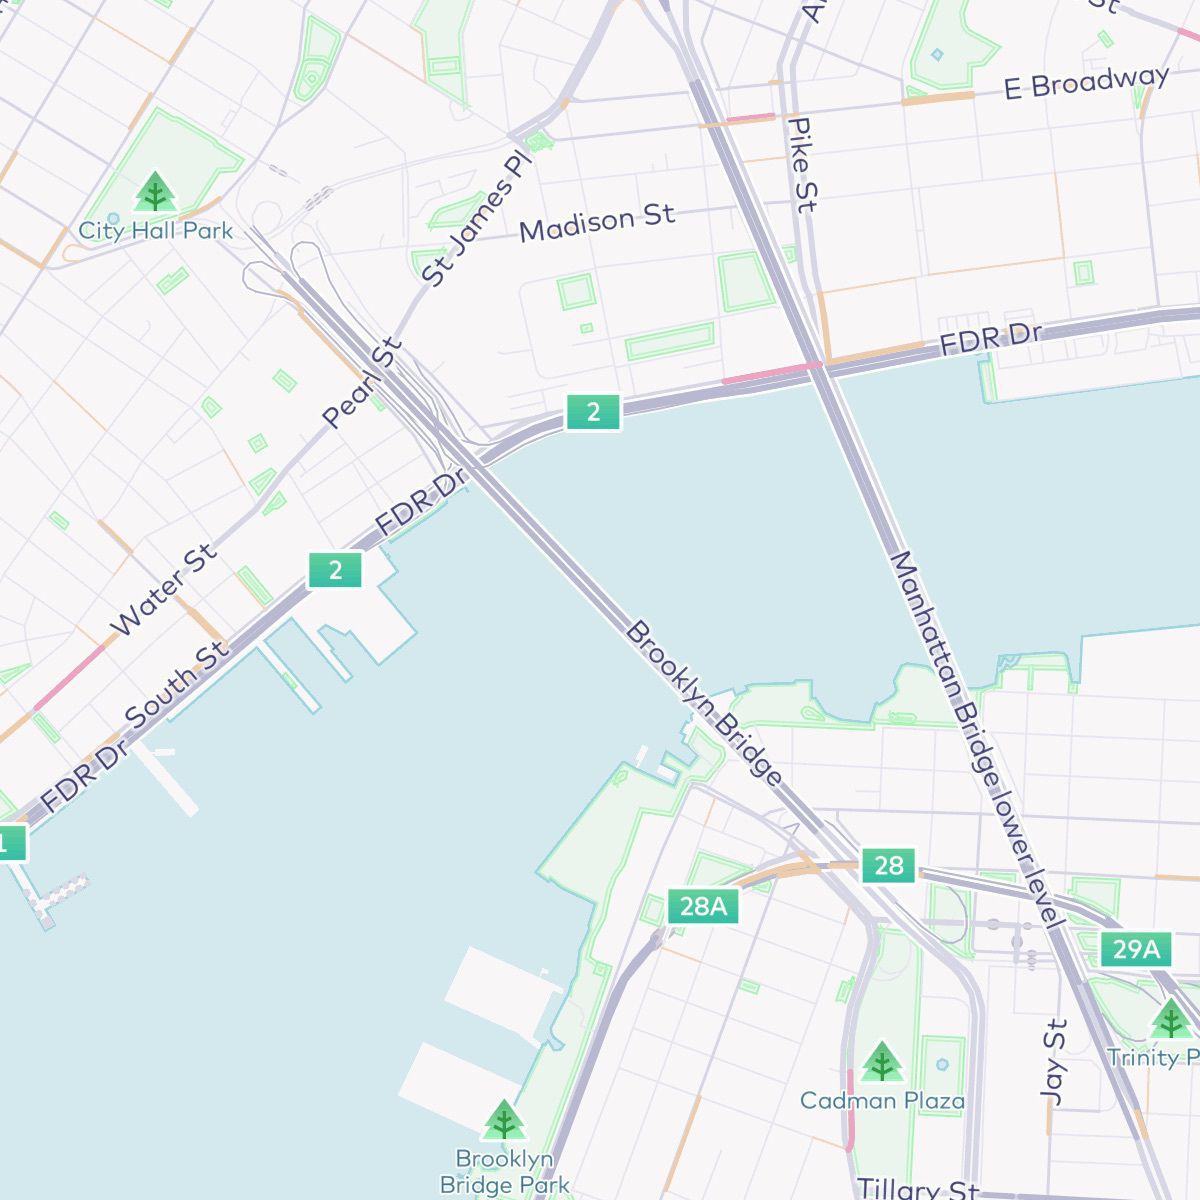 St
E Broadway
Pike St
City Hall Park
St James Pl
Madison St
FDR Dr
Pearl St
2
FDR Dr
2
Water St
South St
FDR Dr
1
Brooklyn Bridge
Manhattan Bridge lower level
28
28A
29A
Trinity P
Cadman Plaza
Jay St
Brooklyn
Bridge Park
Tillary St